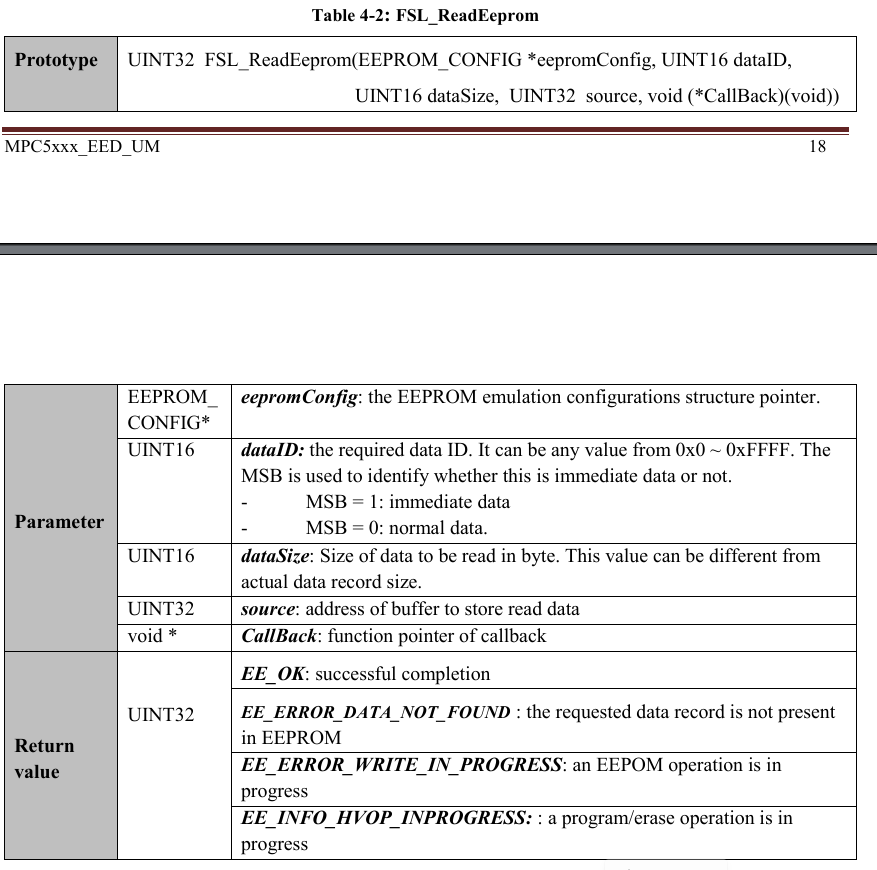 Table 4-2: FSL_ReadEeprom
Prototype
UINT32 FSL_ReadEeprom(EEPROM_CONFIG *eepromConfig, UINT16 dataID,
UINT16 dataSize, UINT32 source, void (*CallBack)(void))
MPC5xxx_EED_UM 18
Parameter
EEPROM_
CONFIG*
eepromConfig: the EEPROM emulation configurations structure pointer.
UINT16
dataID: the required data ID. It can be any value from 0x0 ~ 0xFFFF. The
MSB is used to identify whether this is immediate data or not.
- MSB = 1: immediate data
- MSB = 0: normal data.
UINT16
dataSize: Size of data to be read in byte. This value can be different from
actual data record size.
UINT32
source: address of buffer to store read data
void *
CallBack: function pointer of callback
Return
value
UINT32
EE_OK: successful completion
EE_ERROR_DATA_NOT_FOUND : the requested data record is not present
in EEPROM
EE_ERROR_WRITE_IN_PROGRESS: an EEPOM operation is in
progress
EE_INFO_HVOP_INPROGRESS: : a program/erase operation is in
progress